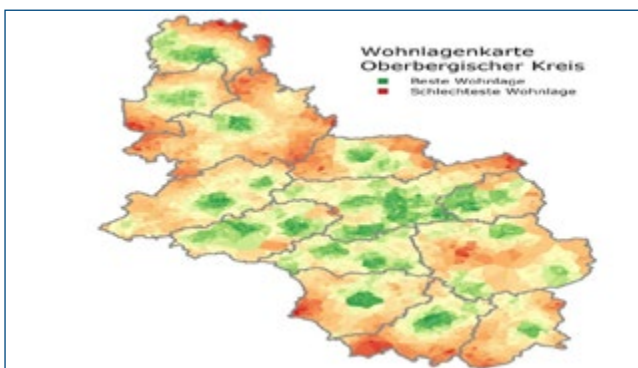 Wohnlagenkarte
Oberbergischer Kreis
Beste Wohnlage
Schlechteste Wohnlage